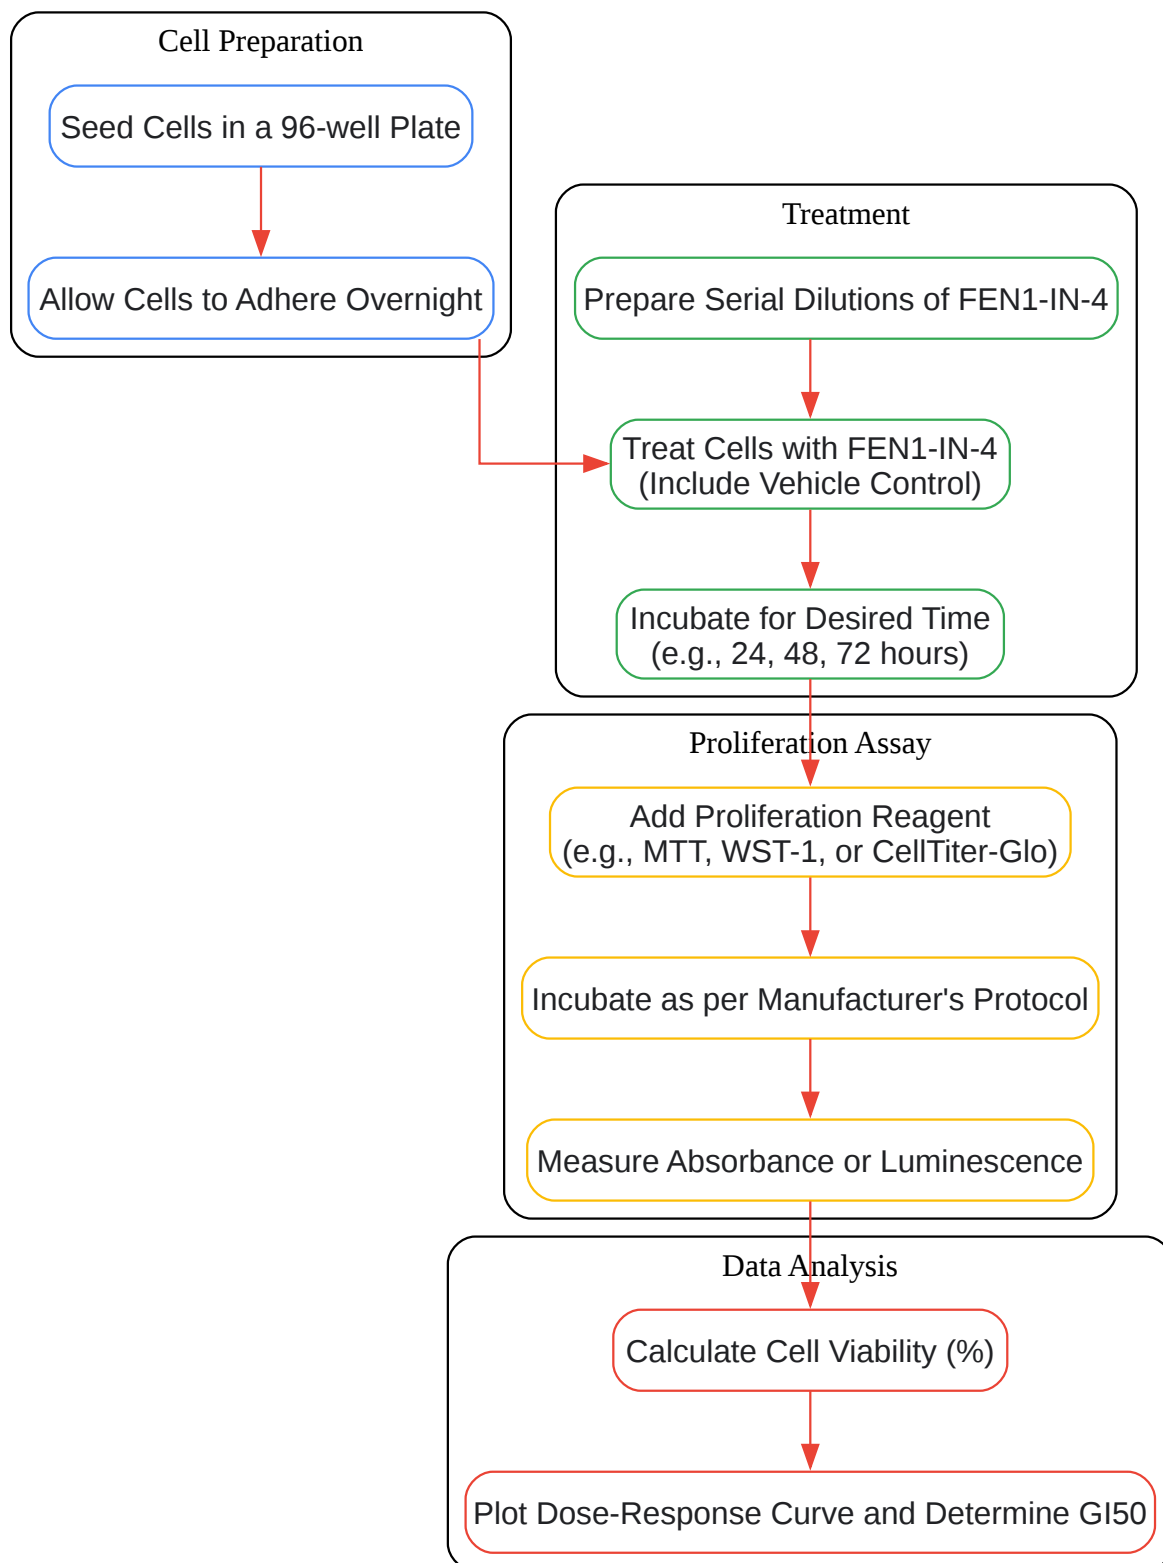 Cell Preparation
Seed Cells in a 96-well Plate
Allow Cells to Adhere Overnight
Treatment
Prepare Serial Dilutions of FEN1-IN-4
Treat Cells with FEN1-IN-4
(Include Vehicle Control)
Incubate for Desired Time
(e.g., 24, 48, 72 hours)
Proliferation Assay
Add Proliferation Reagent
(e.g., MTT, WST-1, or CellTiter-Glo)
Incubate as per Manufacturer's Protocol
Measure Absorbance or Luminescence
Data Analysis
Calculate Cell Viability (%)
Plot Dose-Response Curve and Determine GI50